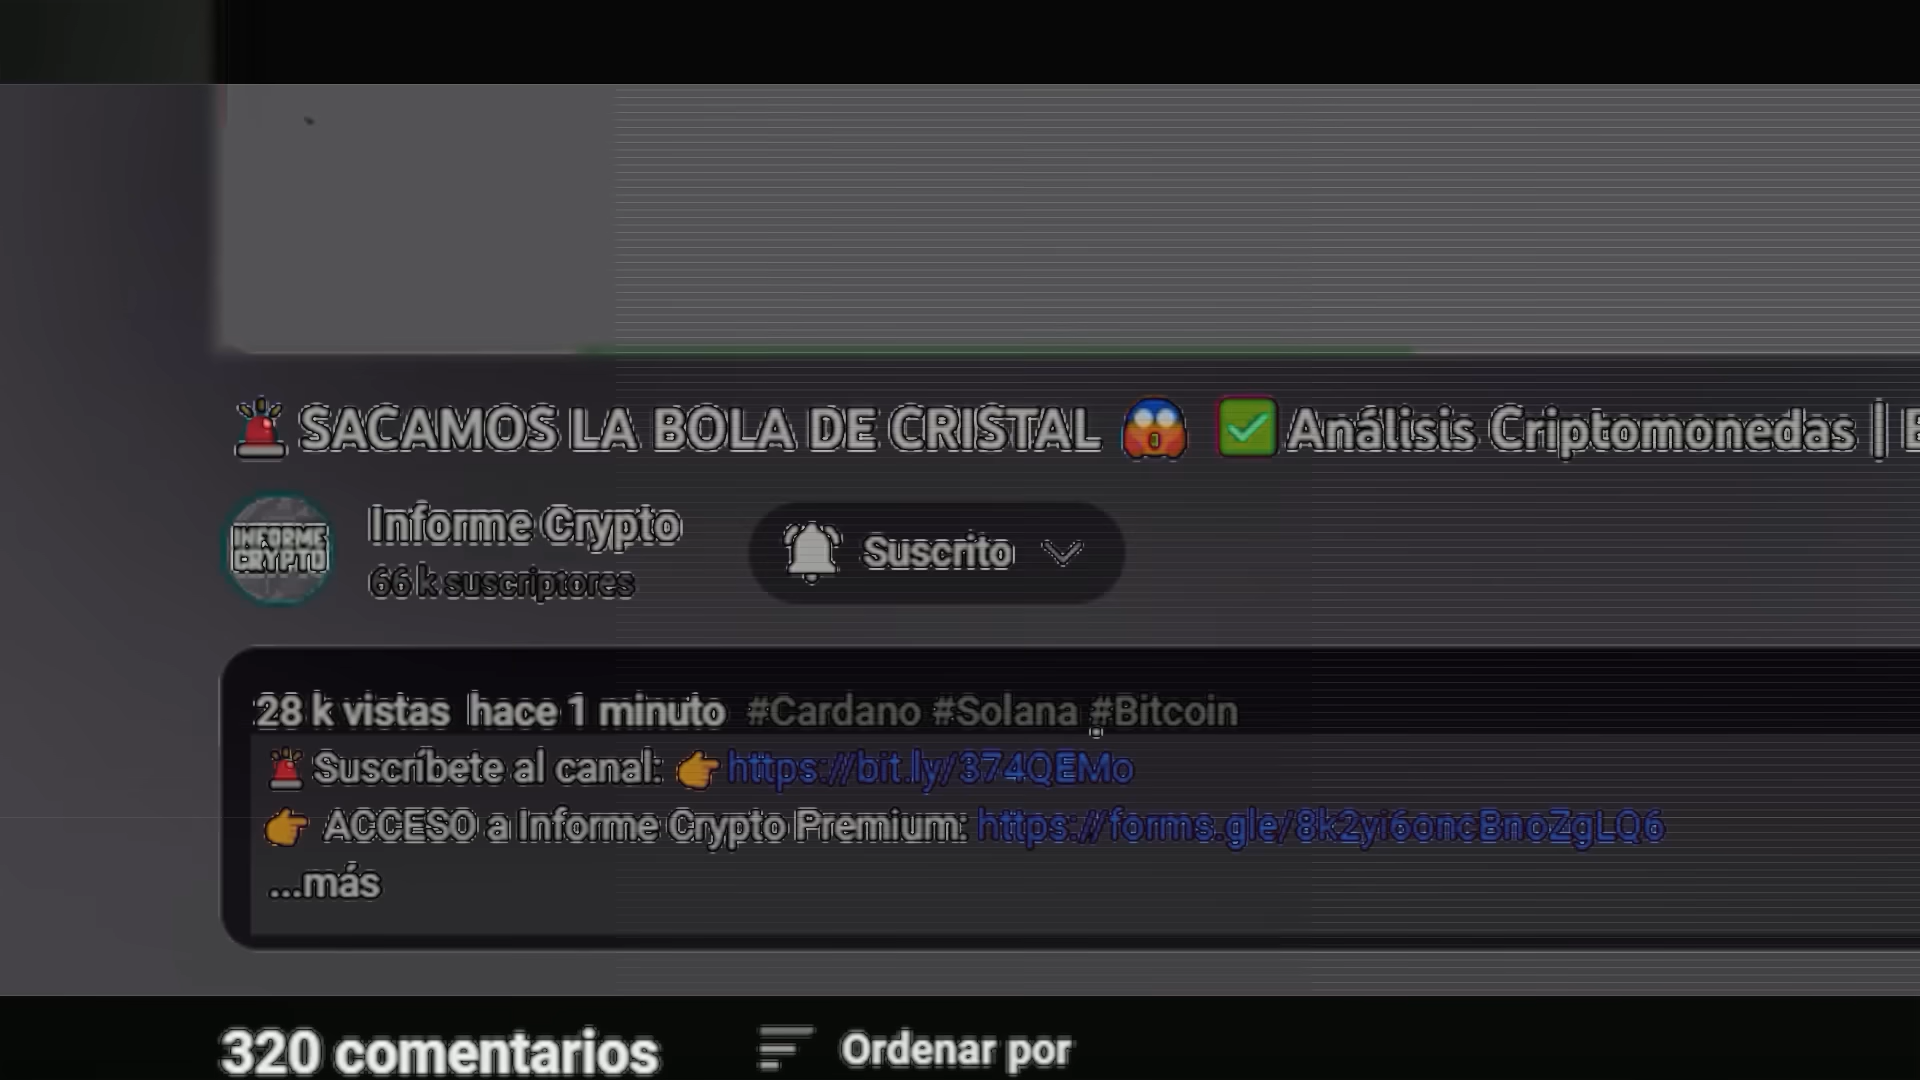 🚨 SACAMOS LA BOLA DE CRISTAL 😱 ✅ Análisis Criptomonedas |
INFORME
CRYPTO
Informe Crypto
66 k suscriptores
Suscrito
28 k vistas hace 1 minuto #Cardano #Solana #Bitcoin
🚨 Suscríbete al canal: 👉 https://bit.ly/374QEMo
👉 ACCESO a Informe Crypto Premium: https://forms.gle/8k2yi6oncBnoZgLQ6
...más
320 comentarios
Ordenar por